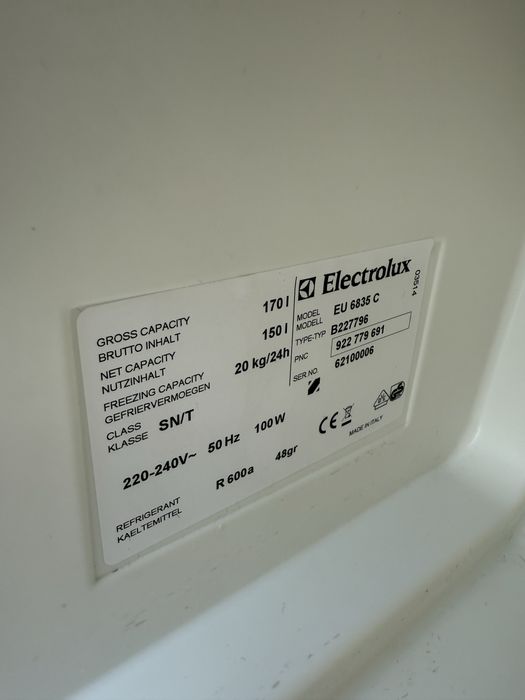 Electrolux
03514
GROSS CAPACITY
BRUTTO INHALT
170 l
NET CAPACITY
NUTZINHALT
150 l
FREEZING CAPACITY
GEFRIERVERMOEGEN
20 kg/24h
CLASS
KLASSE
SN/T
MODEL
MODELL
EU 6835 C
TYPE-TYP B227796
PNC 922 779 691
SER NO. 62100006
220-240V~ 50 Hz 100 W
REFRIGERANT
KAELTEMITTEL
R 600a 48gr
CE
MADE IN ITALY